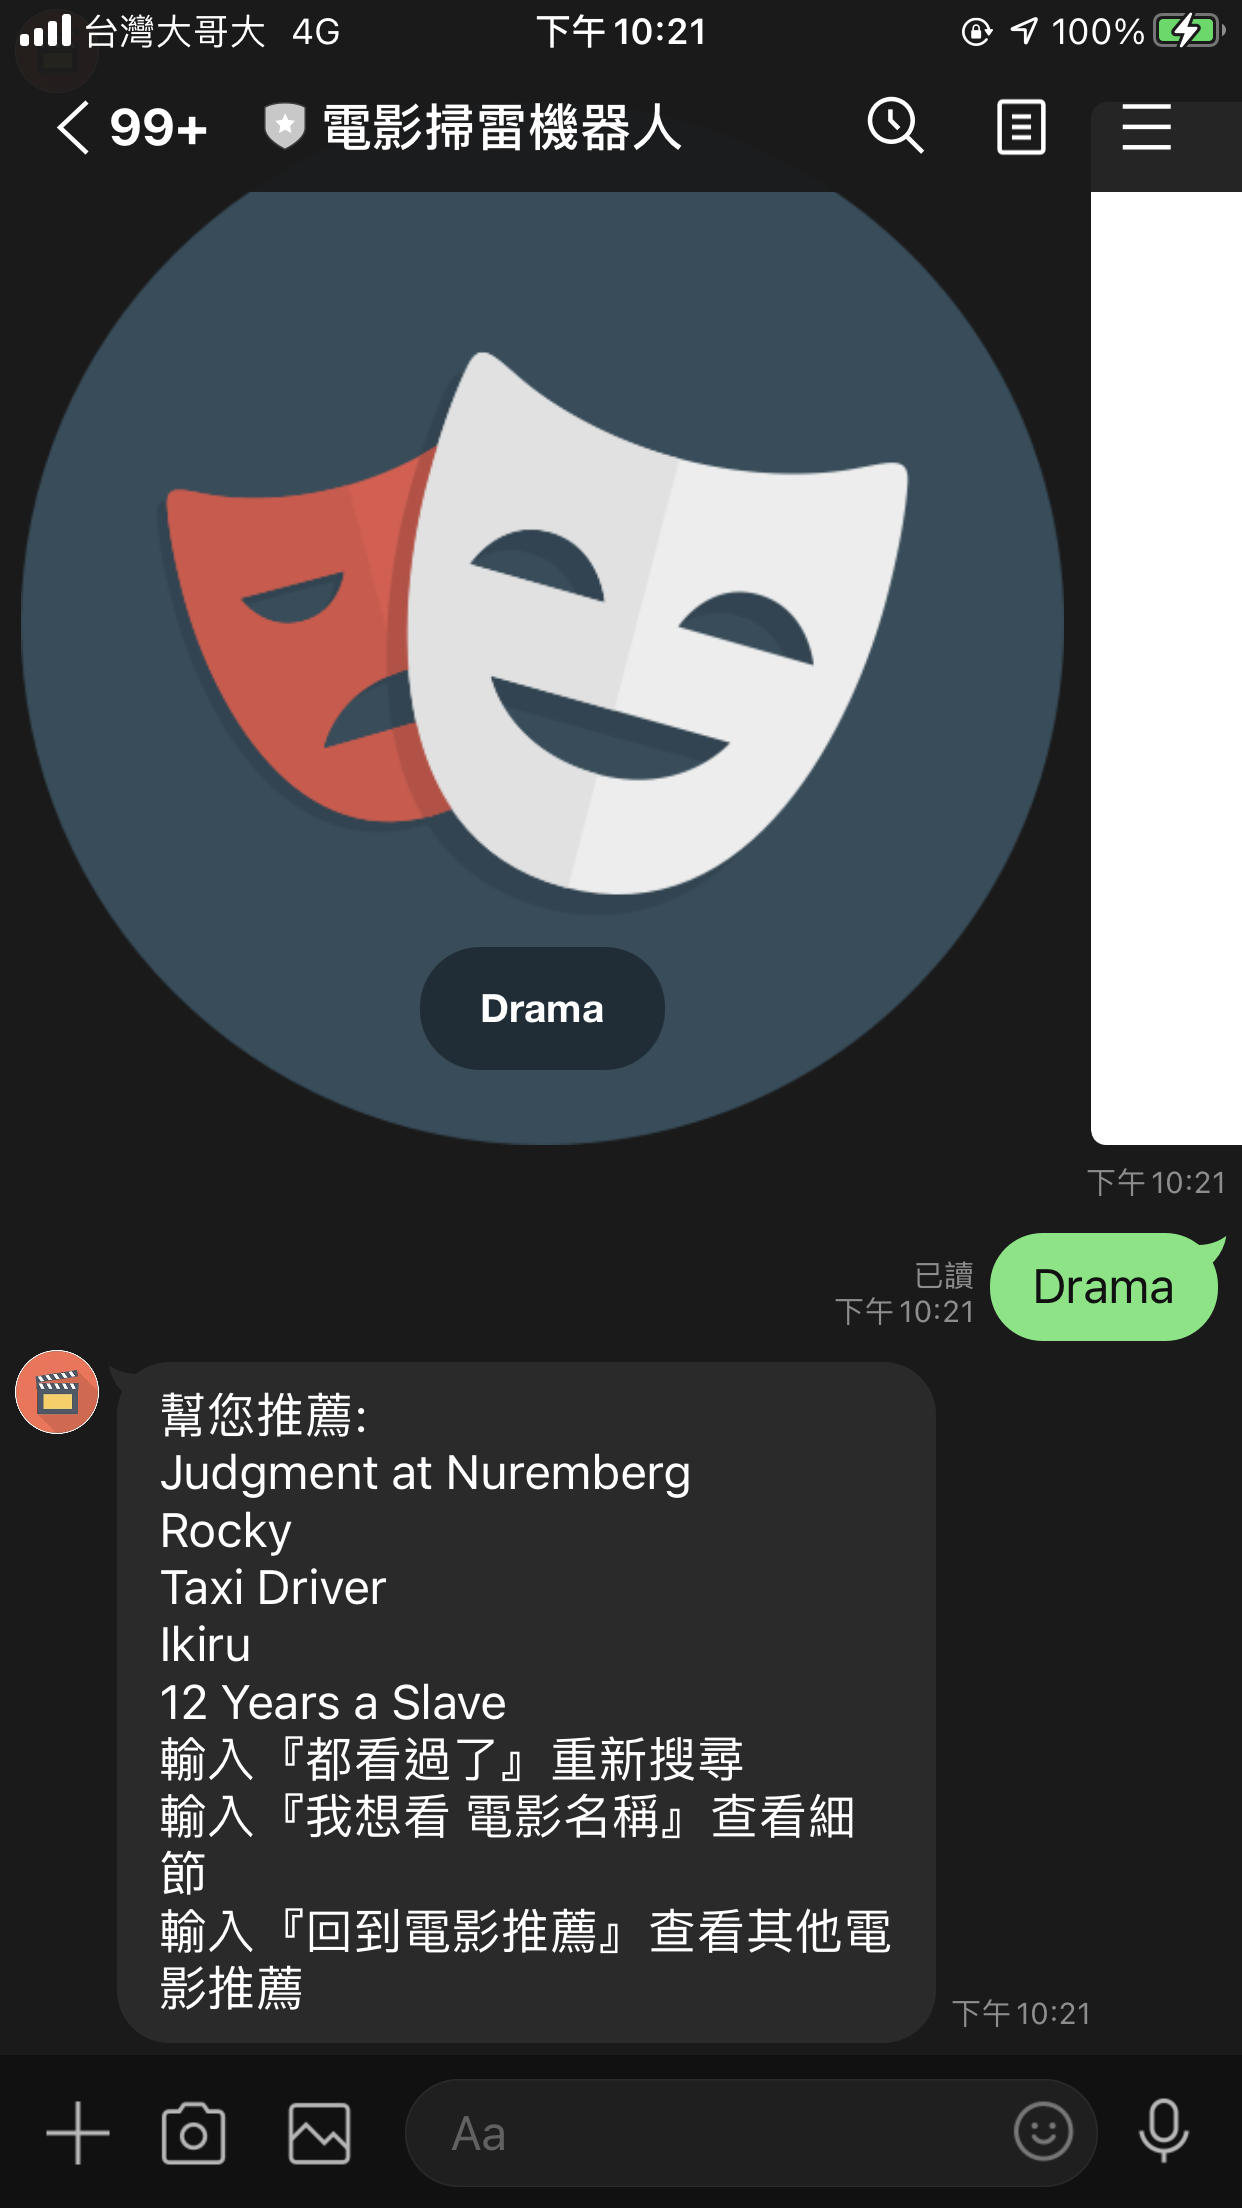 台灣大哥大 4G 下午10:21 100%
99+ 電影掃雷機器人
Drama
下午10:21
已讀
下午10:21
Drama
幫您推薦:
Judgment at Nuremberg
Rocky
Taxi Driver
Ikiru
12 Years a Slave
輸入『都看過了』重新搜尋
輸入『我想看 電影名稱』查看細
節
輸入『回到電影推薦』查看其他電
影推薦
下午10:21
Aa